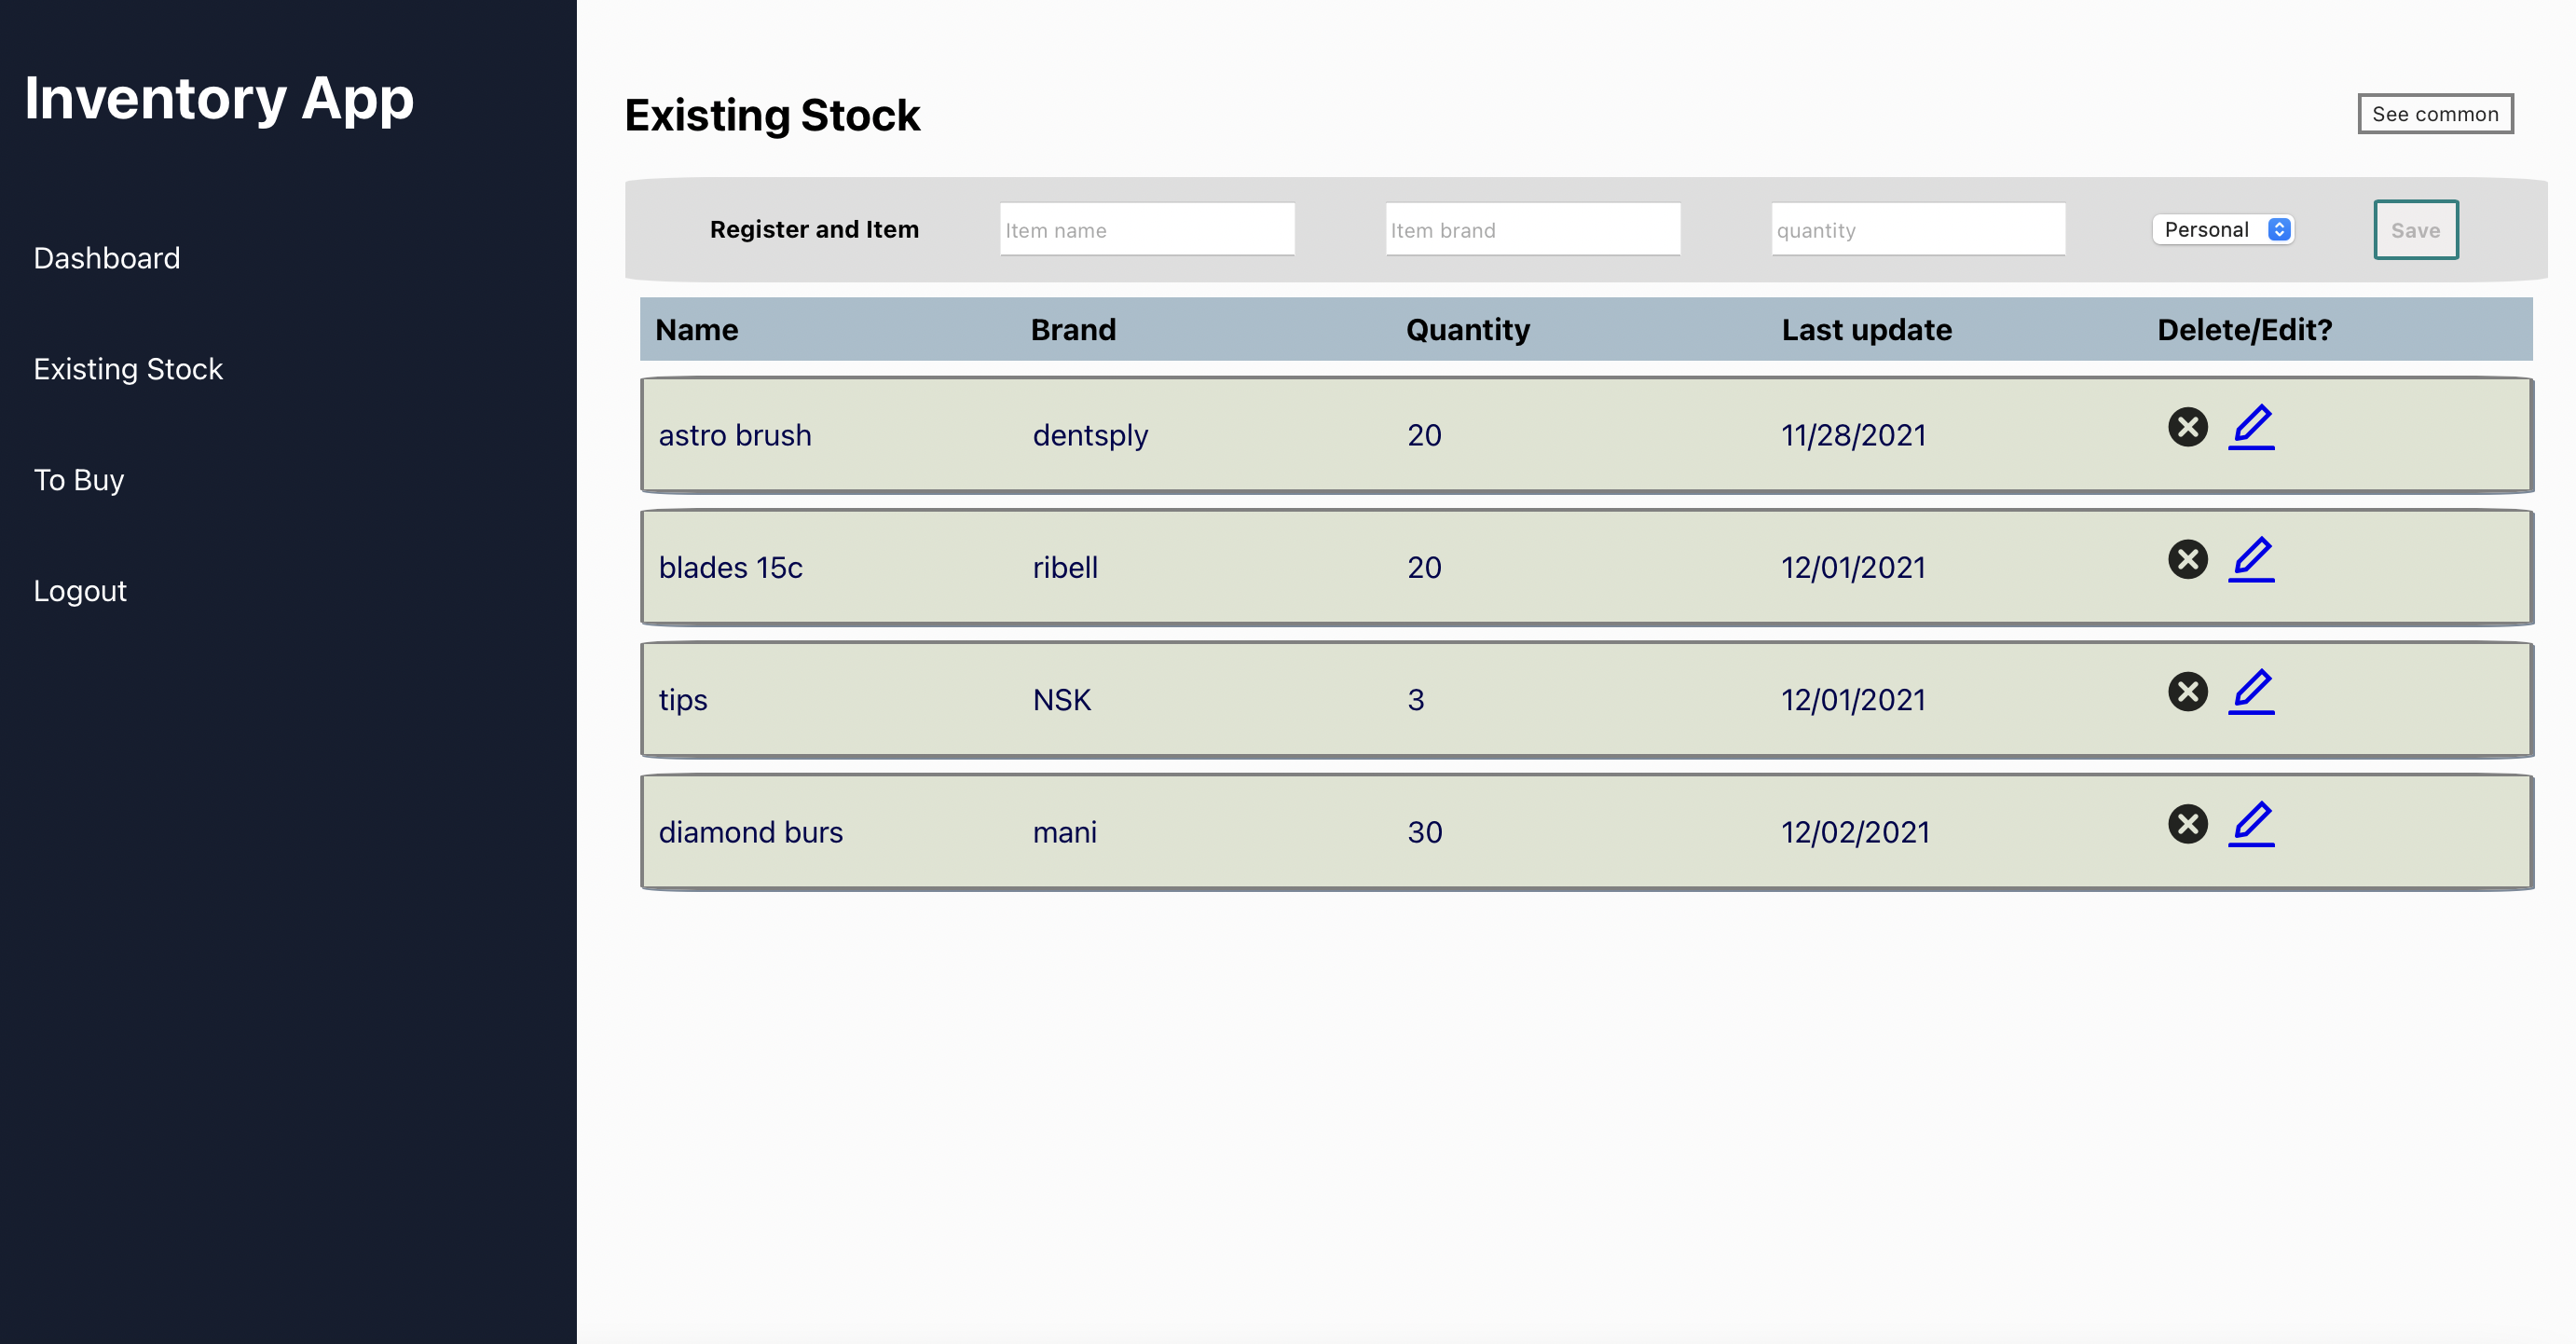 Inventory App
Dashboard
Existing Stock
To Buy
Logout
Existing Stock
See common
Register and Item
Item name
Item brand
quantity
Personal
Save
Name Brand Quantity Last update Delete/Edit?
astro brush dentsply 20 11/28/2021
blades 15c ribell 20 12/01/2021
tips NSK 3 12/01/2021
diamond burs mani 30 12/02/2021